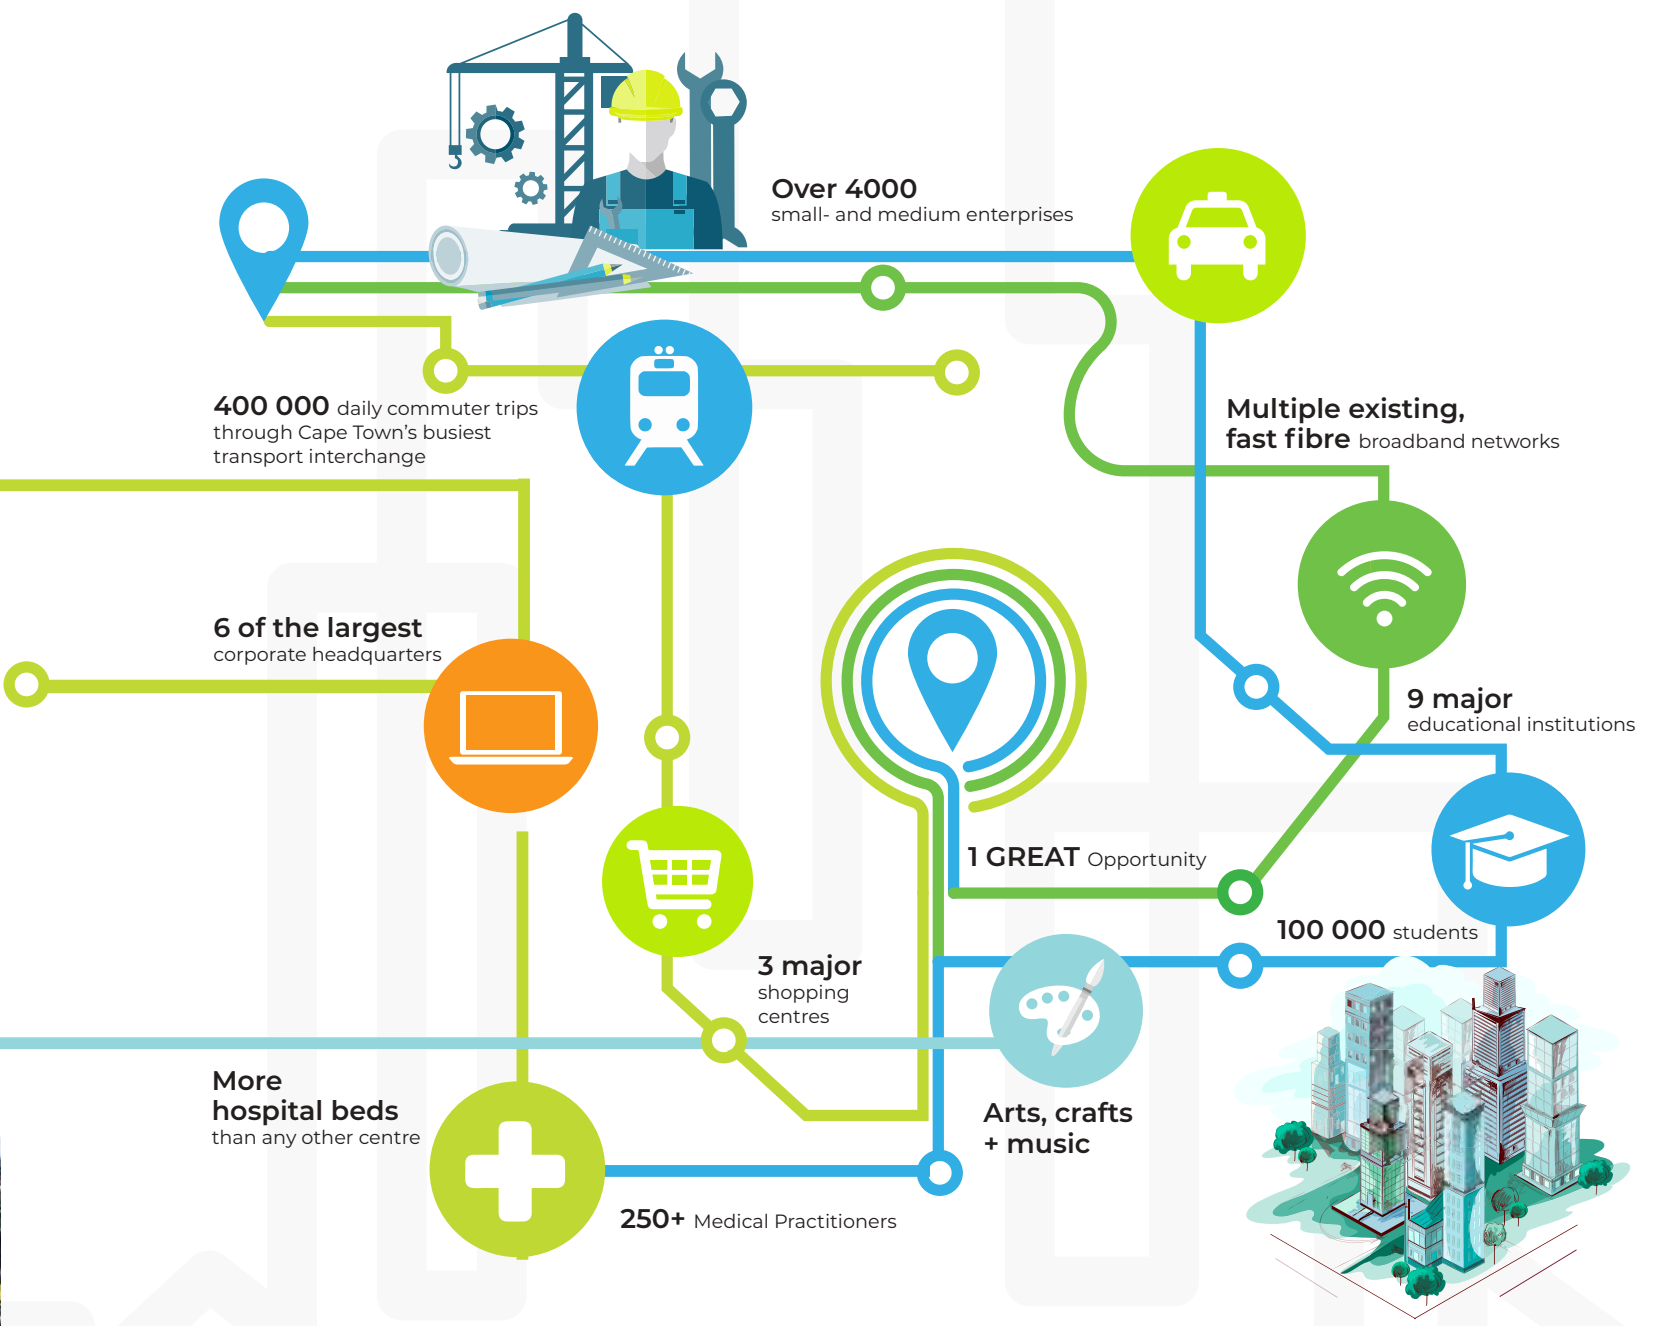 Over 4000
small- and medium enterprises
400 000 daily commuter trips
through Cape Town's busiest
transport interchange
Multiple existing,
fast fibre broadband networks
6 of the largest
corporate headquarters
9 major
educational institutions
1 GREAT Opportunity
100 000 students
3 major
shopping
centres
More
hospital beds
than any other centre
Arts, crafts
+ music
250+ Medical Practitioners